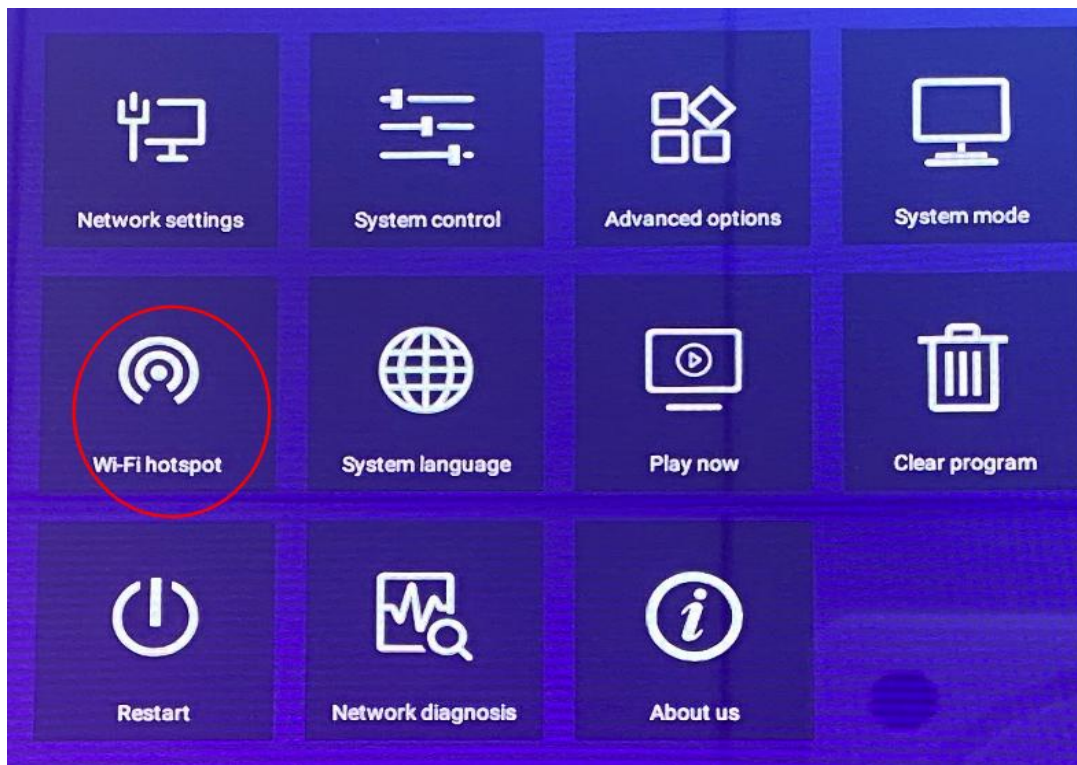 Network settings
System control
Advanced options
System mode
Wi-Fi hotspot
System language
Play now
Clear program
Restart
Network diagnosis
About us